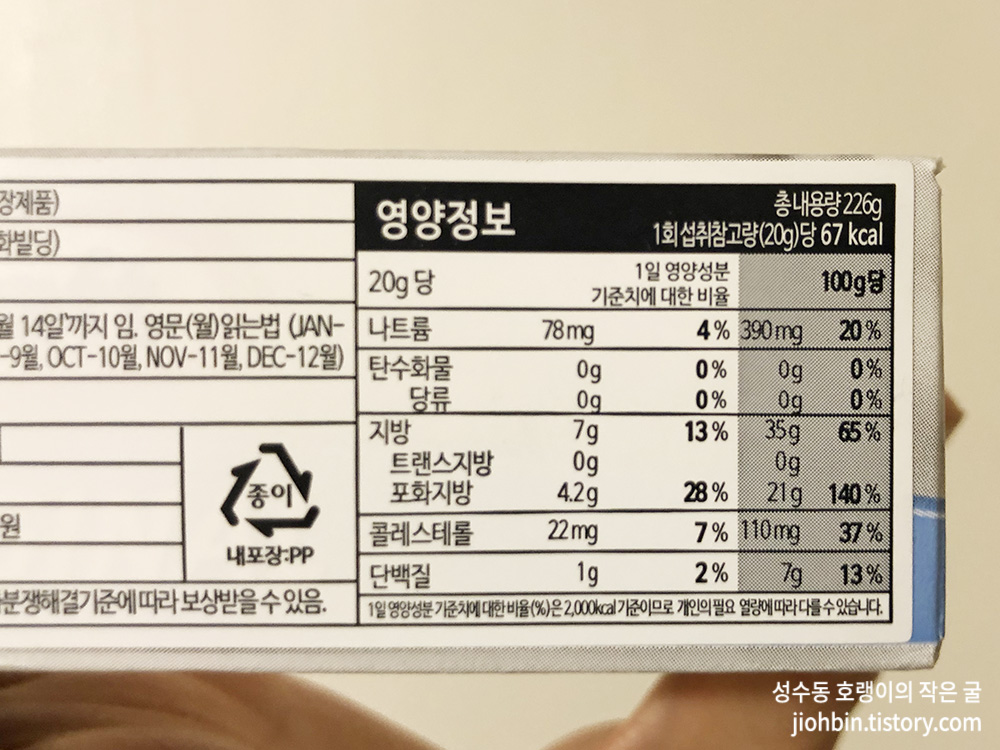 장제품)
화빌딩)
월 14일'까지 임. 영문(월)읽는법 (JAN-
-9월, OCT-10월, NOV-11월, DEC-12월)
원
종이
내포장:PP
분쟁해결기준에 따라 보상받을 수 있음.
영양정보
총 내용량 226g
1회 섭취참고량(20g)당 67 kcal
20g 당 1일 영양성분 기준치에 대한 비율 100g당
나트륨 78mg 4% 390mg 20%
탄수화물 0g 0% 0g 0%
당류 0g 0% 0g 0%
지방 7g 13% 35g 65%
트랜스지방 0g 0g
포화지방 4.2g 28% 21g 140%
콜레스테롤 22mg 7% 110mg 37%
단백질 1g 2% 7g 13%
1일 영양성분 기준치에 대한 비율(%)은 2,000kcal 기준이므로 개인의 필요 열량에 따라 다를 수 있습니다.
성수동 호랭이의 작은 굴
jiohbin.tistory.com